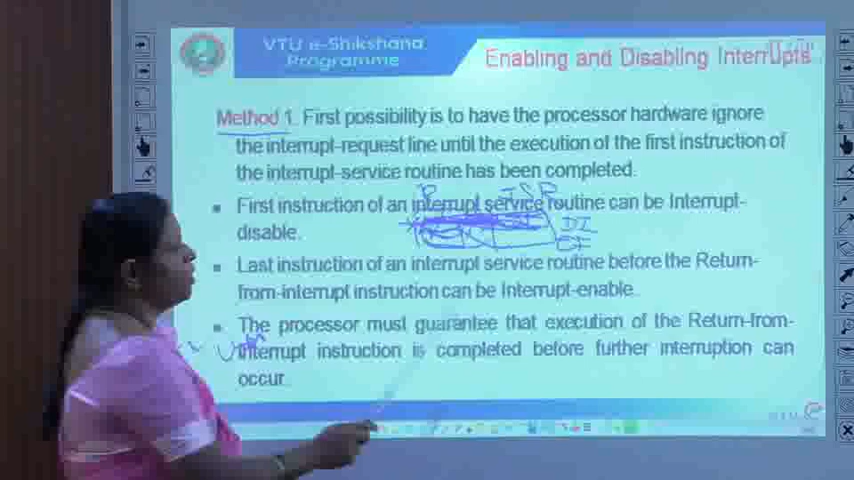 VTU e-Shikshana
Programme
Enabling and Disabling Interrupts
Method 1. First possibility is to have the processor hardware ignore
the interrupt-request line until the execution of the first instruction of
the interrupt-service routine has been completed.
P ISR
First instruction of an interrupt service routine can be Interrupt-
DI
disable.
EI
Last instruction of an interrupt service routine before the Return-
from-interrupt instruction can be Interrupt-enable.
The processor must guarantee that execution of the Return-from-
interrupt instruction is completed before further interruption can
occur.